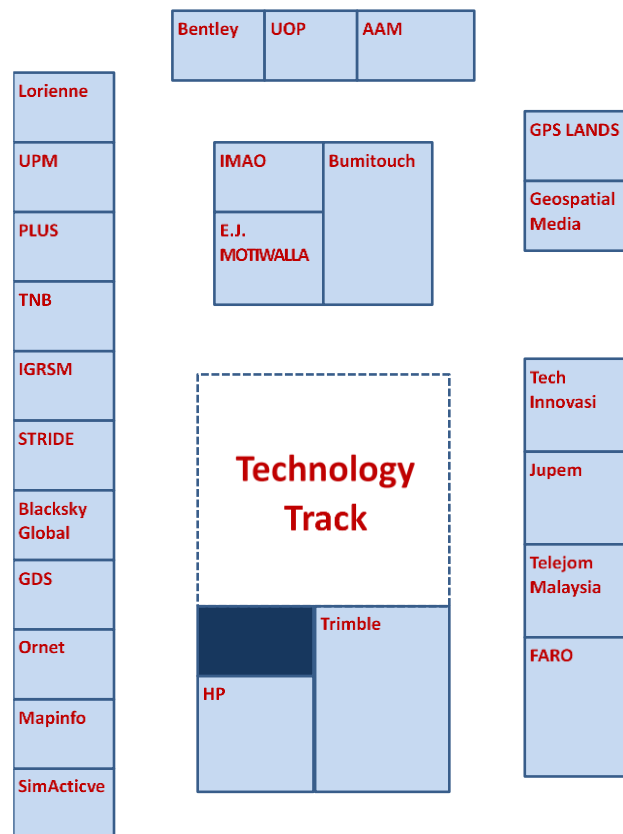 Bentley
UOP
AAM
Lorienne
UPM
PLUS
TNB
IGRSM
STRIDE
Blacksky
Global
GDS
Ornet
Mapinfo
SimActicve
IMAO
Bumitouch
E.J.
MOTIWALLA
GPS LANDS
Geospatial
Media
Technology
Track
Trimble
HP
Tech
Innovasi
Jupem
Telejom
Malaysia
FARO